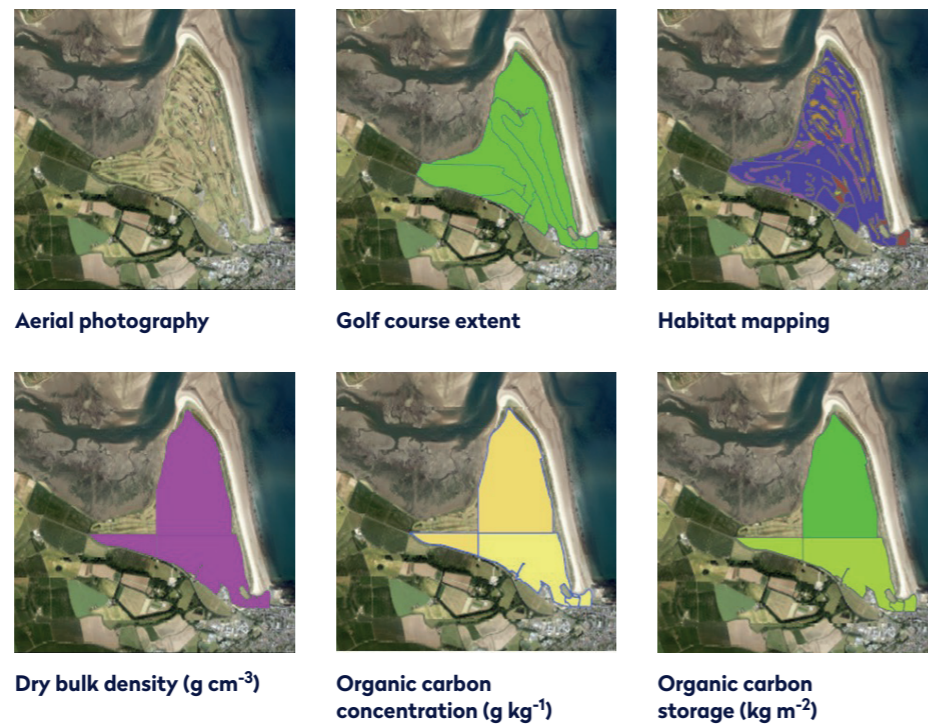 Aerial photography
Golf course extent
Habitat mapping
Dry bulk density (g cm⁻³)
Organic carbon
concentration (g kg⁻¹)
Organic carbon
storage (kg m⁻²)